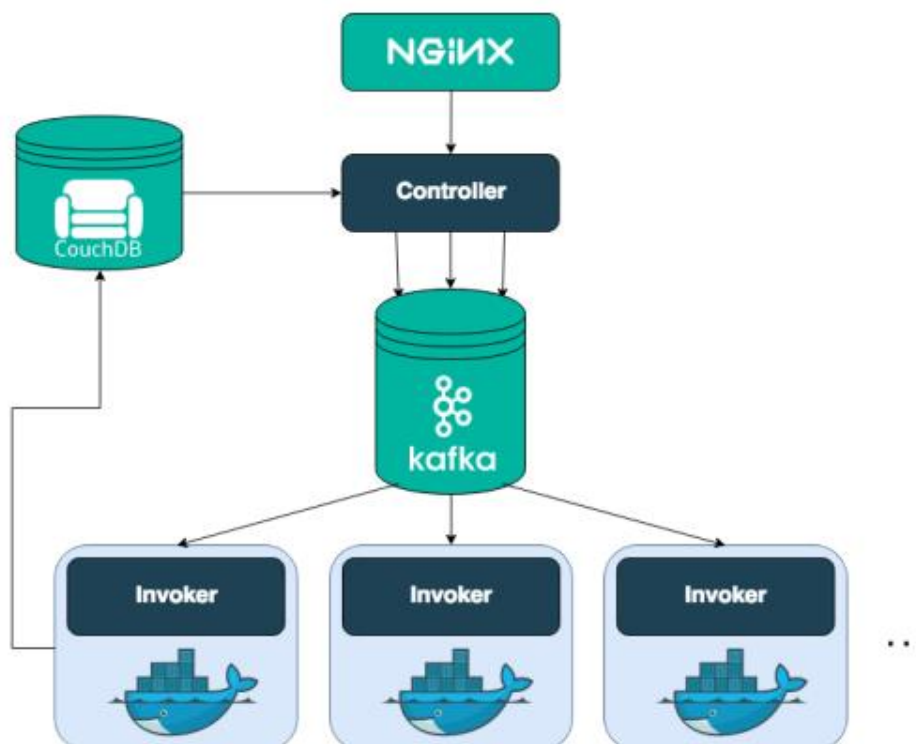 NGINX
Controller
CouchDB
kafka
Invoker
Invoker
Invoker
..